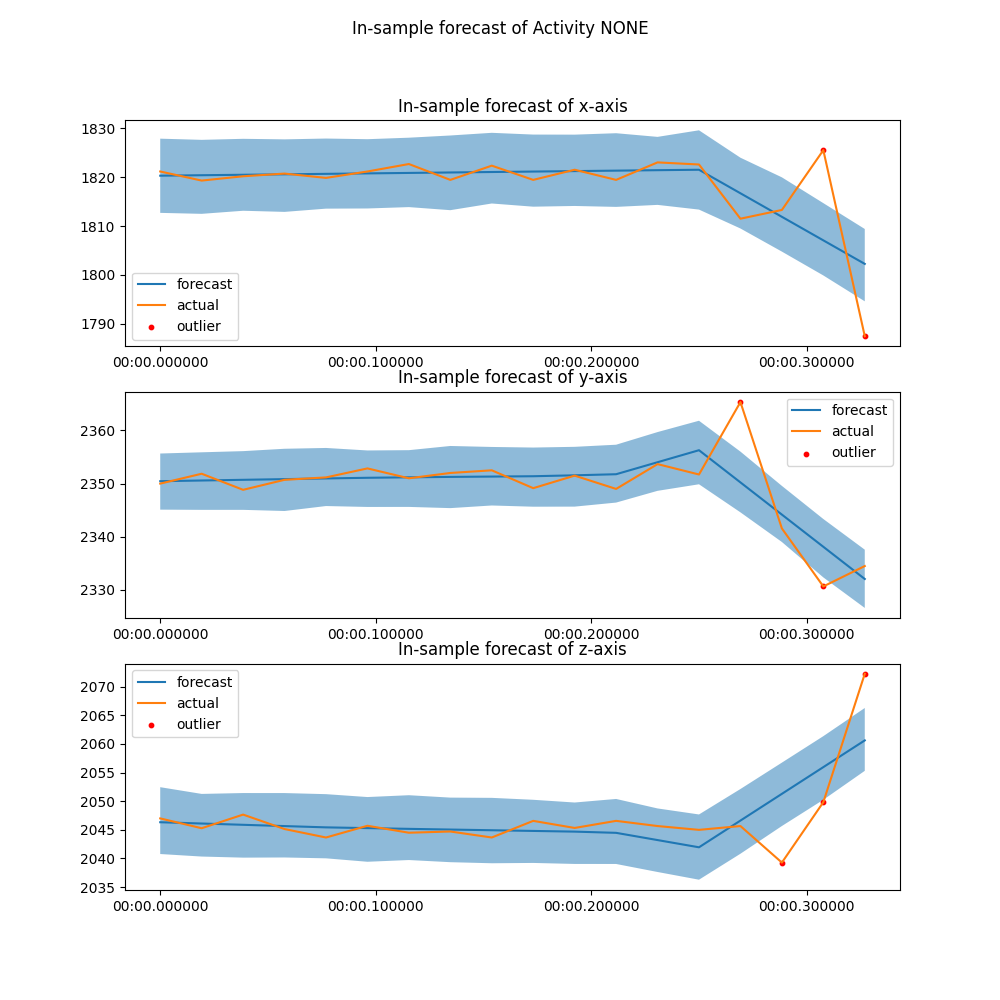 In-sample forecast of Activity NONE
In-sample forecast of x-axis
1830
1820
1810
1800
1790
forecast
actual
outlier
00:00.000000 00:00.100000 00:00.200000 00:00.300000
In-sample forecast of y-axis
2360
2350
2340
2330
forecast
actual
outlier
00:00.000000 00:00.100000 00:00.200000 00:00.300000
In-sample forecast of z-axis
2070
2065
2060
2055
2050
2045
2040
2035
forecast
actual
outlier
00:00.000000 00:00.100000 00:00.200000 00:00.300000